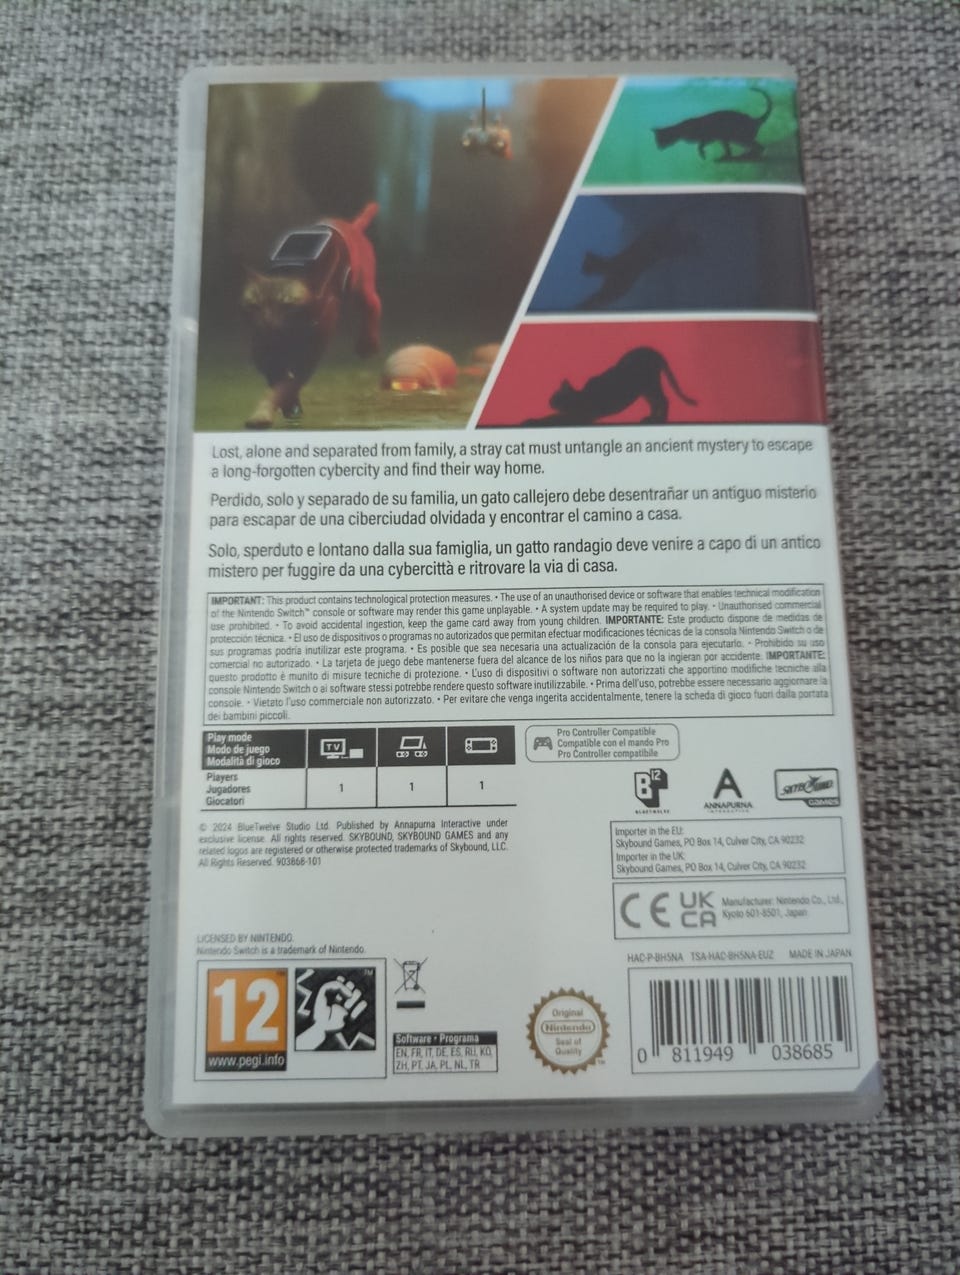 Lost, alone and separated from family, a stray cat must untangle an ancient mystery to escape
a long-forgotten cybercity and find their way home.
Perdido, solo y separado de su familia, un gato callejero debe desentrañar un antiguo misterio
para escapar de una ciberciudad olvidada y encontrar el camino a casa.
Solo, sperduto e lontano dalla sua famiglia, un gatto randagio deve venire a capo di un antico
mistero per fuggire da una cybercittà e ritrovare la via di casa.
IMPORTANT: This product contains technological protection measures. • The use of an unauthorised device or software that enables technical modification
of the Nintendo Switch™ console or software may render this game unplayable. • A system update may be required to play. • Unauthorised commercial
use prohibited. • To avoid accidental ingestion, keep the game card away from young children. IMPORTANTE: Este producto dispone de medidas de
protección técnica. • El uso de dispositivos o programas no autorizados que permitan efectuar modificaciones técnicas de la consola Nintendo Switch o de
sus programas podría inutilizar este programa. • Es posible que sea necesaria una actualización de la consola para ejecutarlo. • Prohibido su uso
comercial no autorizado. • La tarjeta de juego debe mantenerse fuera del alcance de los niños para que no la ingieran por accidente. IMPORTANTE:
questo prodotto è munito di misure tecniche di protezione. • L'uso di dispositivi o software non autorizzati che apportino modifiche tecniche alla
console Nintendo Switch o ai software stessi potrebbe rendere questo software inutilizzabile. • Prima dell'uso, potrebbe essere necessario aggiornare la
console. • Vietato l'uso commerciale non autorizzato. • Per evitare che venga ingerita accidentalmente, tenere la scheda di gioco fuori dalla portata
dei bambini piccoli.
Play mode
Modo de juego
Modalità di gioco
TV
Players
Jugadores
Giocatori
1
1
1
Pro Controller Compatible
Compatible con el mando Pro
Pro Controller compatibile
B12
BLUETWELVE
ANNAPURNA
INTERACTIVE
SKYBOUND
GAMES
© 2024 BlueTwelve Studio Ltd. Published by Annapurna Interactive under
exclusive license. All rights reserved. SKYBOUND, SKYBOUND GAMES and any
related logos are registered or otherwise protected trademarks of Skybound, LLC.
All Rights Reserved. 903868-101
Importer in the EU:
Skybound Games, PO Box 14, Culver City, CA 90232
Importer in the UK:
Skybound Games, PO Box 14, Culver City, CA 90232
CE
UK
CA
Manufacturer: Nintendo Co., Ltd.,
Kyoto 601-8501, Japan
LICENSED BY NINTENDO.
Nintendo Switch is a trademark of Nintendo.
HAC-P-BH5NA TSA-HAC-BH5NA-EUZ MADE IN JAPAN
12
www.pegi.info
TM
Software • Programa
EN, FR, IT, DE, ES, RU, KO,
ZH, PT, JA, PL, NL, TR
Original
Nintendo
Seal of
Quality
0 811949 038685